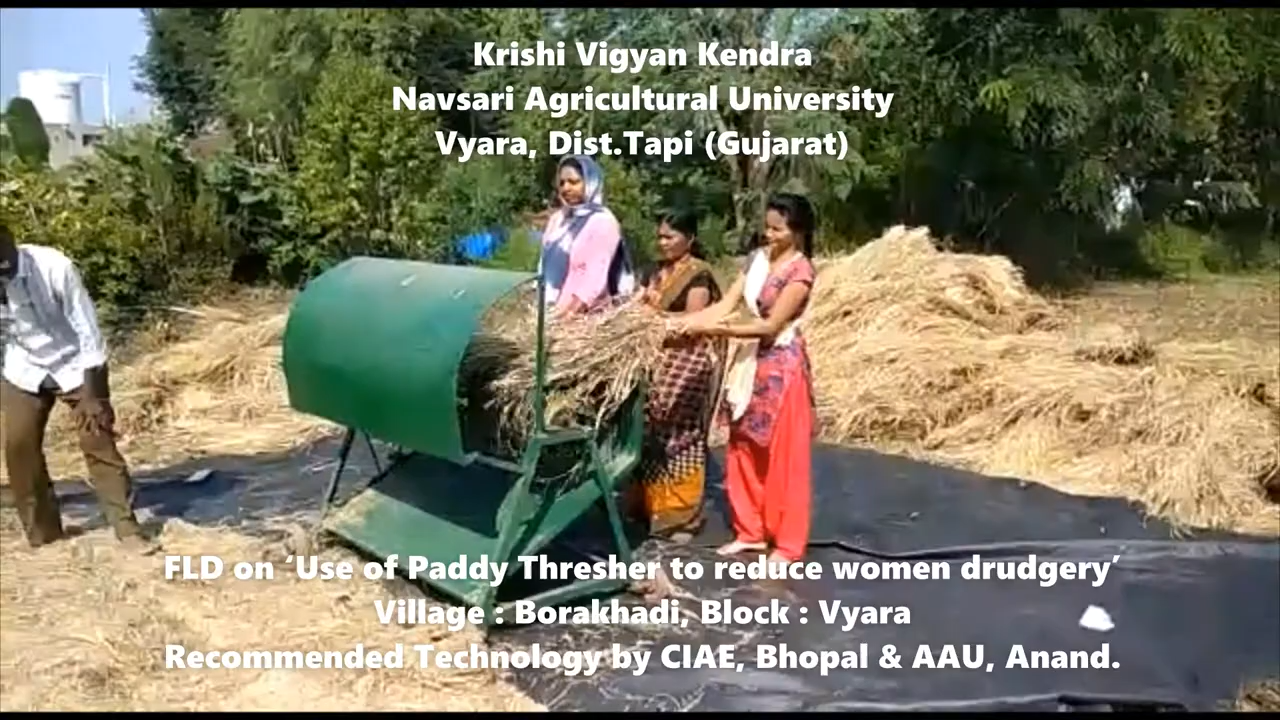 Krishi Vigyan Kendra
Navsari Agricultural University
Vyara, Dist.Tapi (Gujarat)
FLD on ‘Use of Paddy Thresher to reduce women drudgery’
Village : Borakhadi, Block : Vyara
Recommended Technology by CIAE, Bhopal & AAU, Anand.